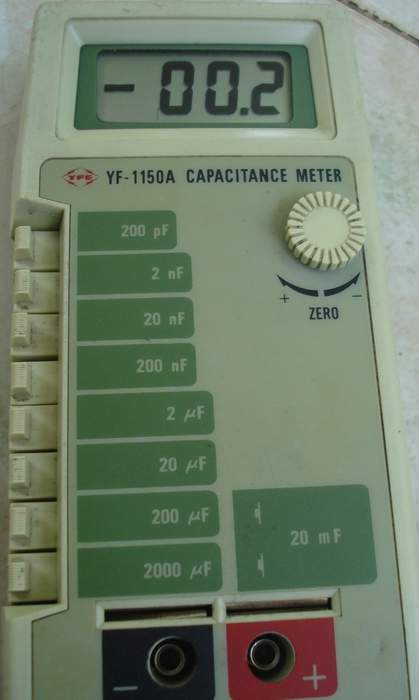 - 00.2
YFE YF-1150A CAPACITANCE METER
200 pF
2 nF
20 nF
200 nF
2 µF
20 µF
200 µF
2000 µF
20 mF
+ -
ZERO
- +